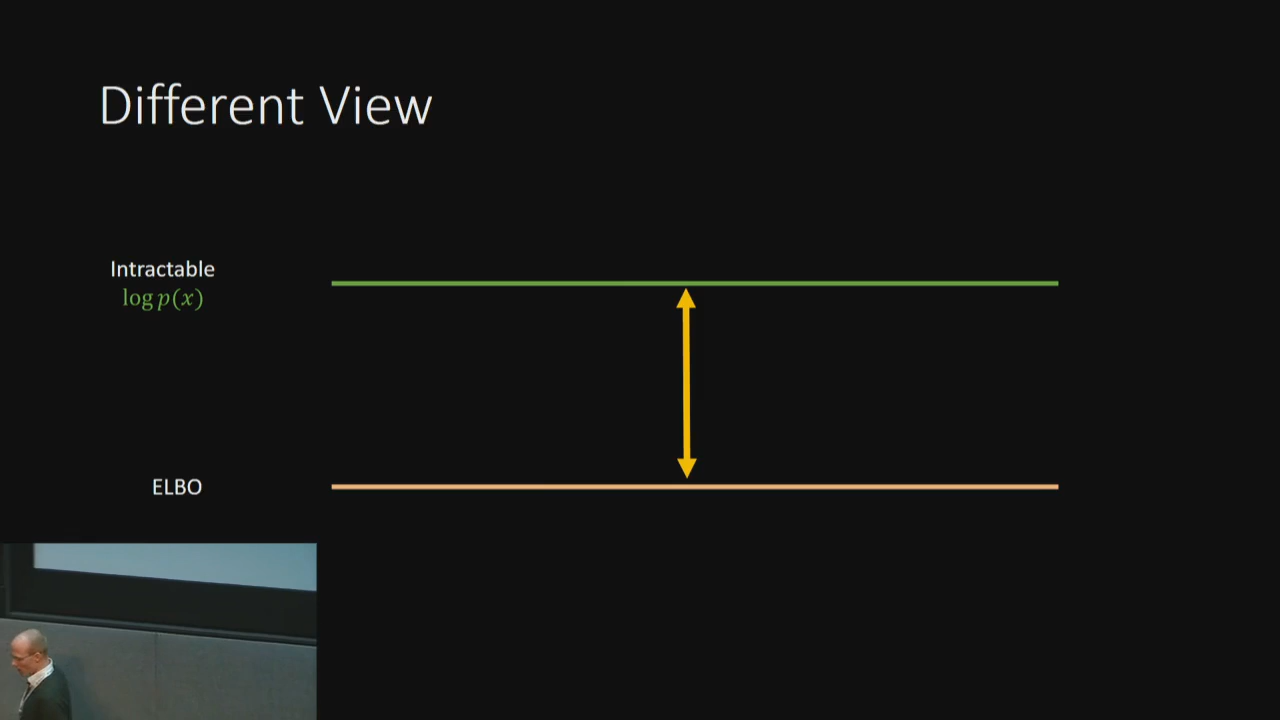 Different View
Intractable
log p(x)
ELBO